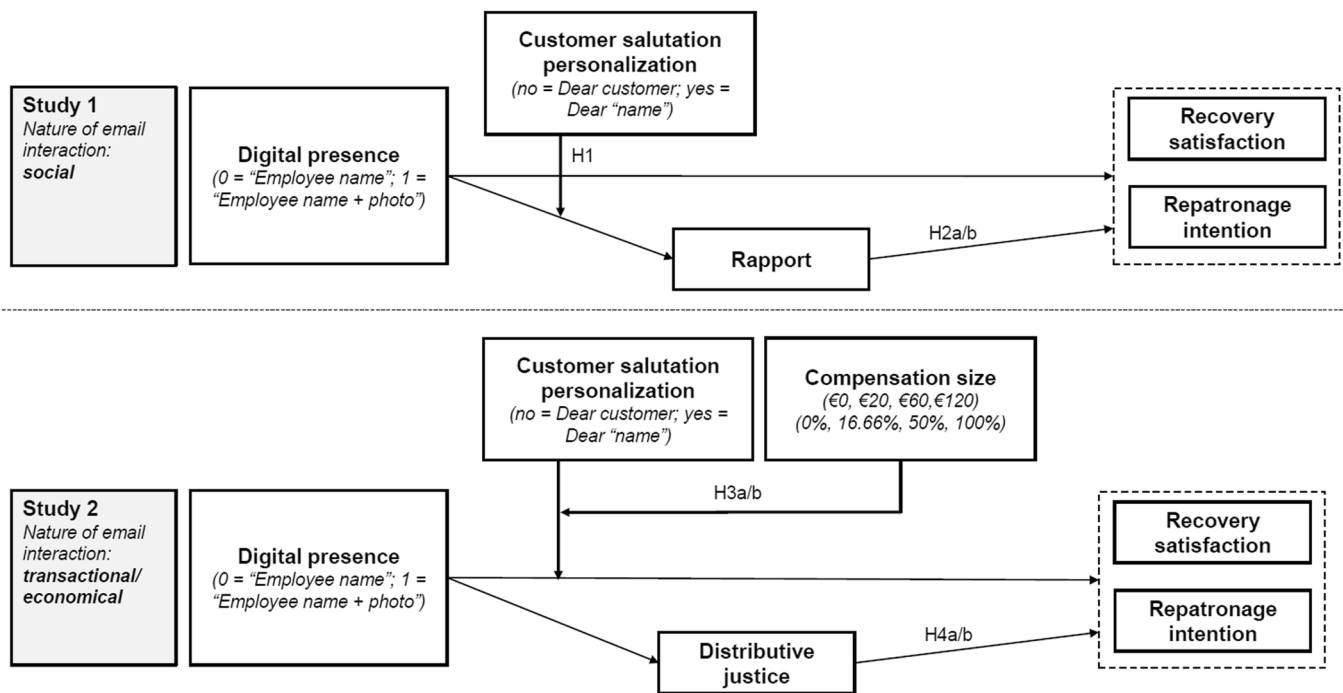 Customer salutation
personalization
(no = Dear customer; yes =
Dear “name”)
Study 1
Nature of email
interaction:
social
Digital presence
(0 = “Employee name”; 1 =
“Employee name + photo”)
H1
Rapport
H2a/b
Recovery
satisfaction
Repatronage
intention
Customer salutation
personalization
(no = Dear customer; yes =
Dear “name”)
Compensation size
(€0, €20, €60,€120)
(0%, 16.66%, 50%, 100%)
H3a/b
Study 2
Nature of email
interaction:
transactional/
economical
Digital presence
(0 = “Employee name”; 1 =
“Employee name + photo”)
Distributive
justice
H4a/b
Recovery
satisfaction
Repatronage
intention